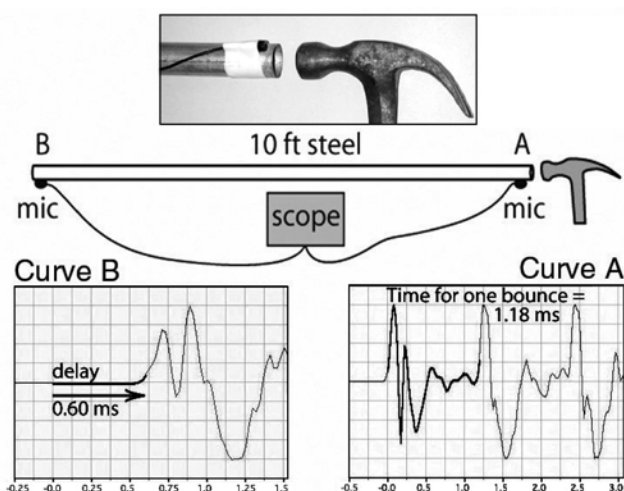 B
10 ft steel
A
mic
scope
mic
Curve B
Curve A
delay
0.60 ms
Time for one bounce =
1.18 ms
-0.25 0.0 0.25 0.50 0.75 1.0 1.25 1.5
-0.5 0.0 0.5 1.0 1.5 2.0 2.5 3.0